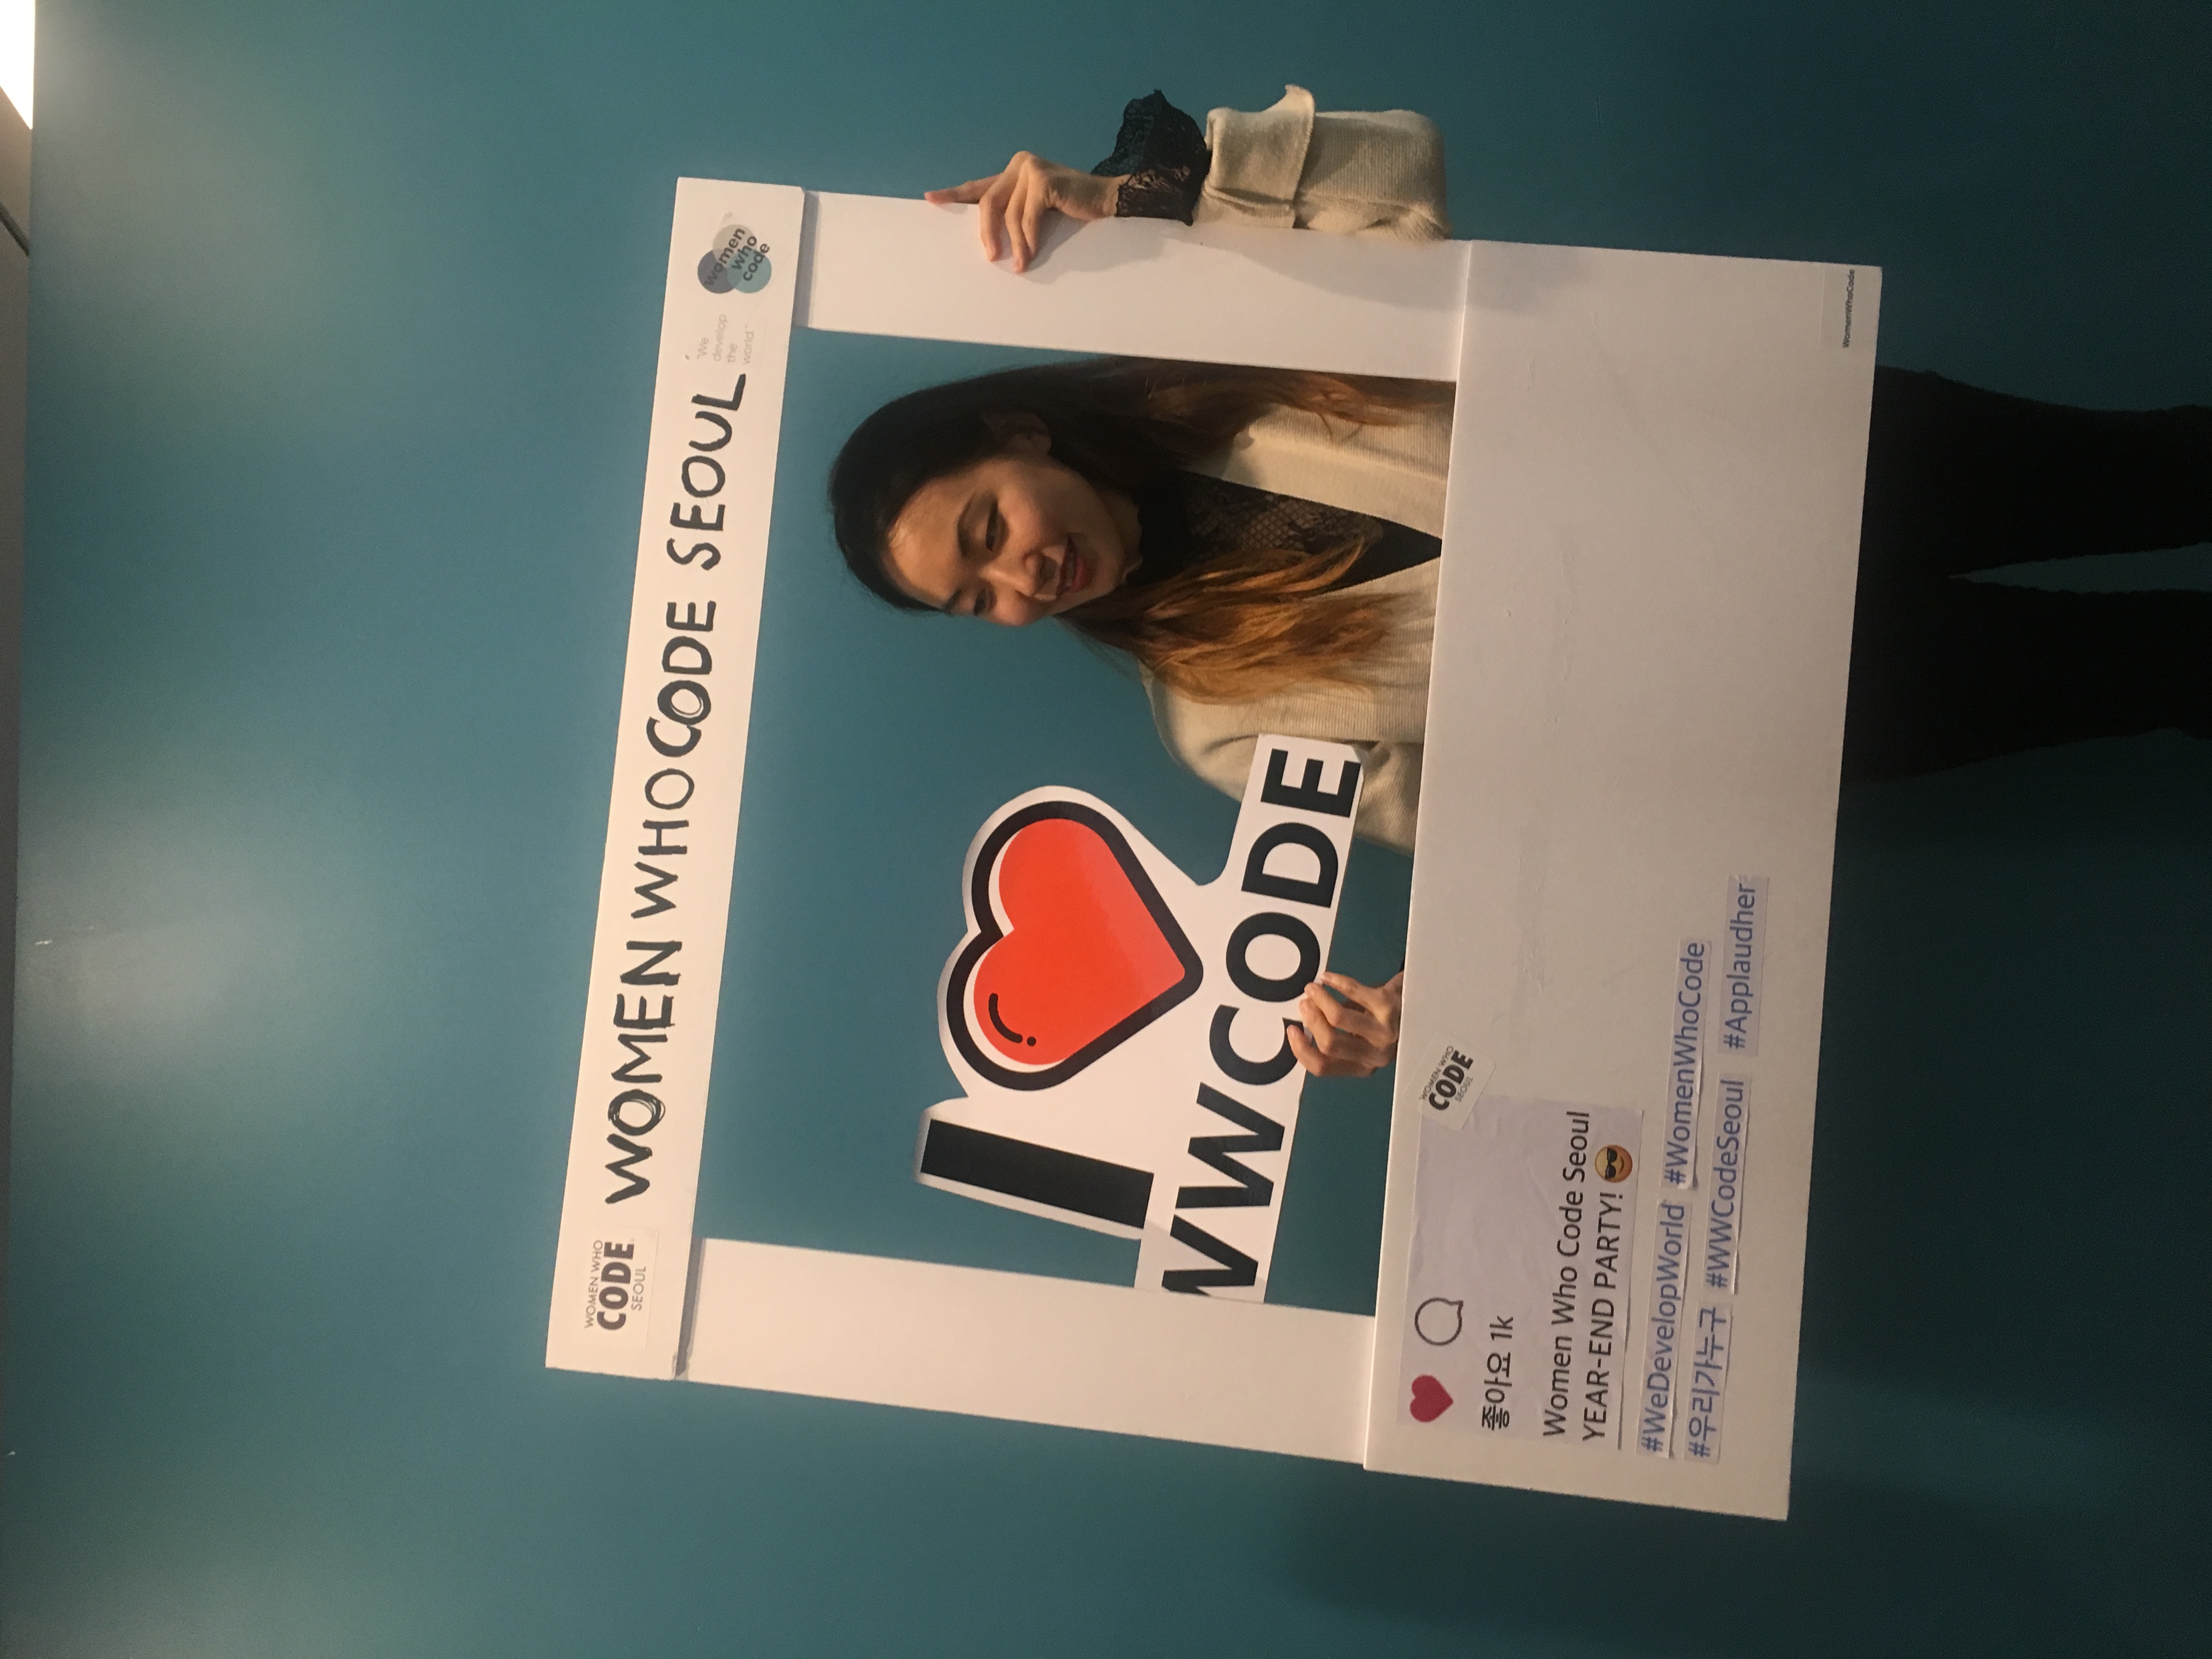 WOMEN WHO
CODE
SEOUL
WOMEN WHO CODE SEOUL
"We
develop
the
world"
women
who
code
I
WWCODE
WOMEN WHO
CODE
SEOUL
좋아요 1k
Women Who Code Seoul
YEAR-END PARTY! 😎
#WeDevelopWorld #WomenWhoCode
#우리가누구 #WWCodeSeoul #Applaudher
WomenWhoCode